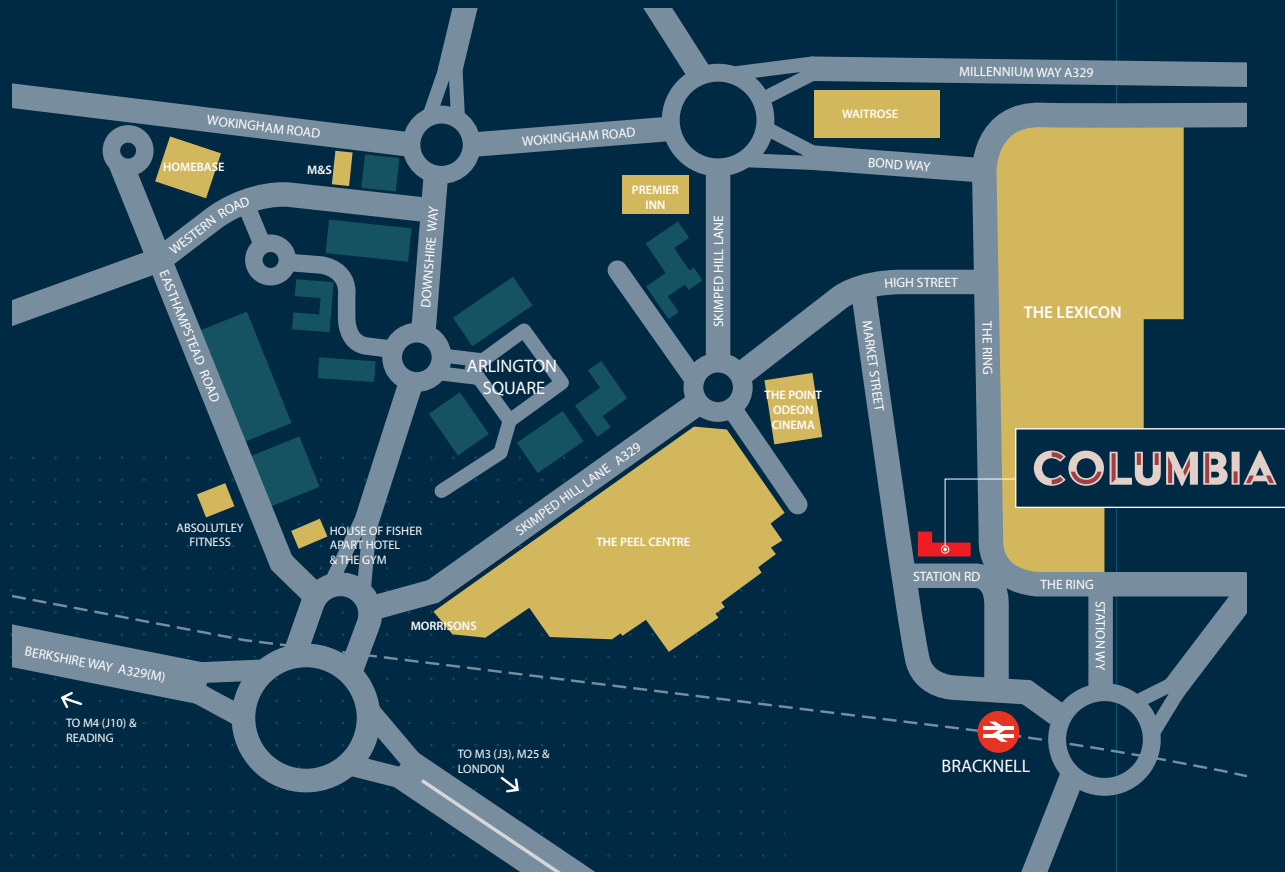 MILLENNIUM WAY A329
WOKINGHAM ROAD
WOKINGHAM ROAD
WAITROSE
BOND WAY
HOMEBASE
M&S
PREMIER
INN
WESTERN ROAD
DOWNSHIRE WAY
SKIMPED HILL LANE
HIGH STREET
EASTHAMPSTEAD ROAD
THE LEXICON
MARKET STREET
THE RING
ARLINGTON
SQUARE
THE POINT
ODEON
CINEMA
COLUMBIA
SKIMPED HILL LANE A329
ABSOLUTLEY
FITNESS
HOUSE OF FISHER
APART HOTEL
& THE GYM
THE PEEL CENTRE
STATION RD
THE RING
MORRISONS
STATION WY
BERKSHIRE WAY A329(M)
TO M4 (J10) &
READING
TO M3 (J3), M25 &
LONDON
BRACKNELL